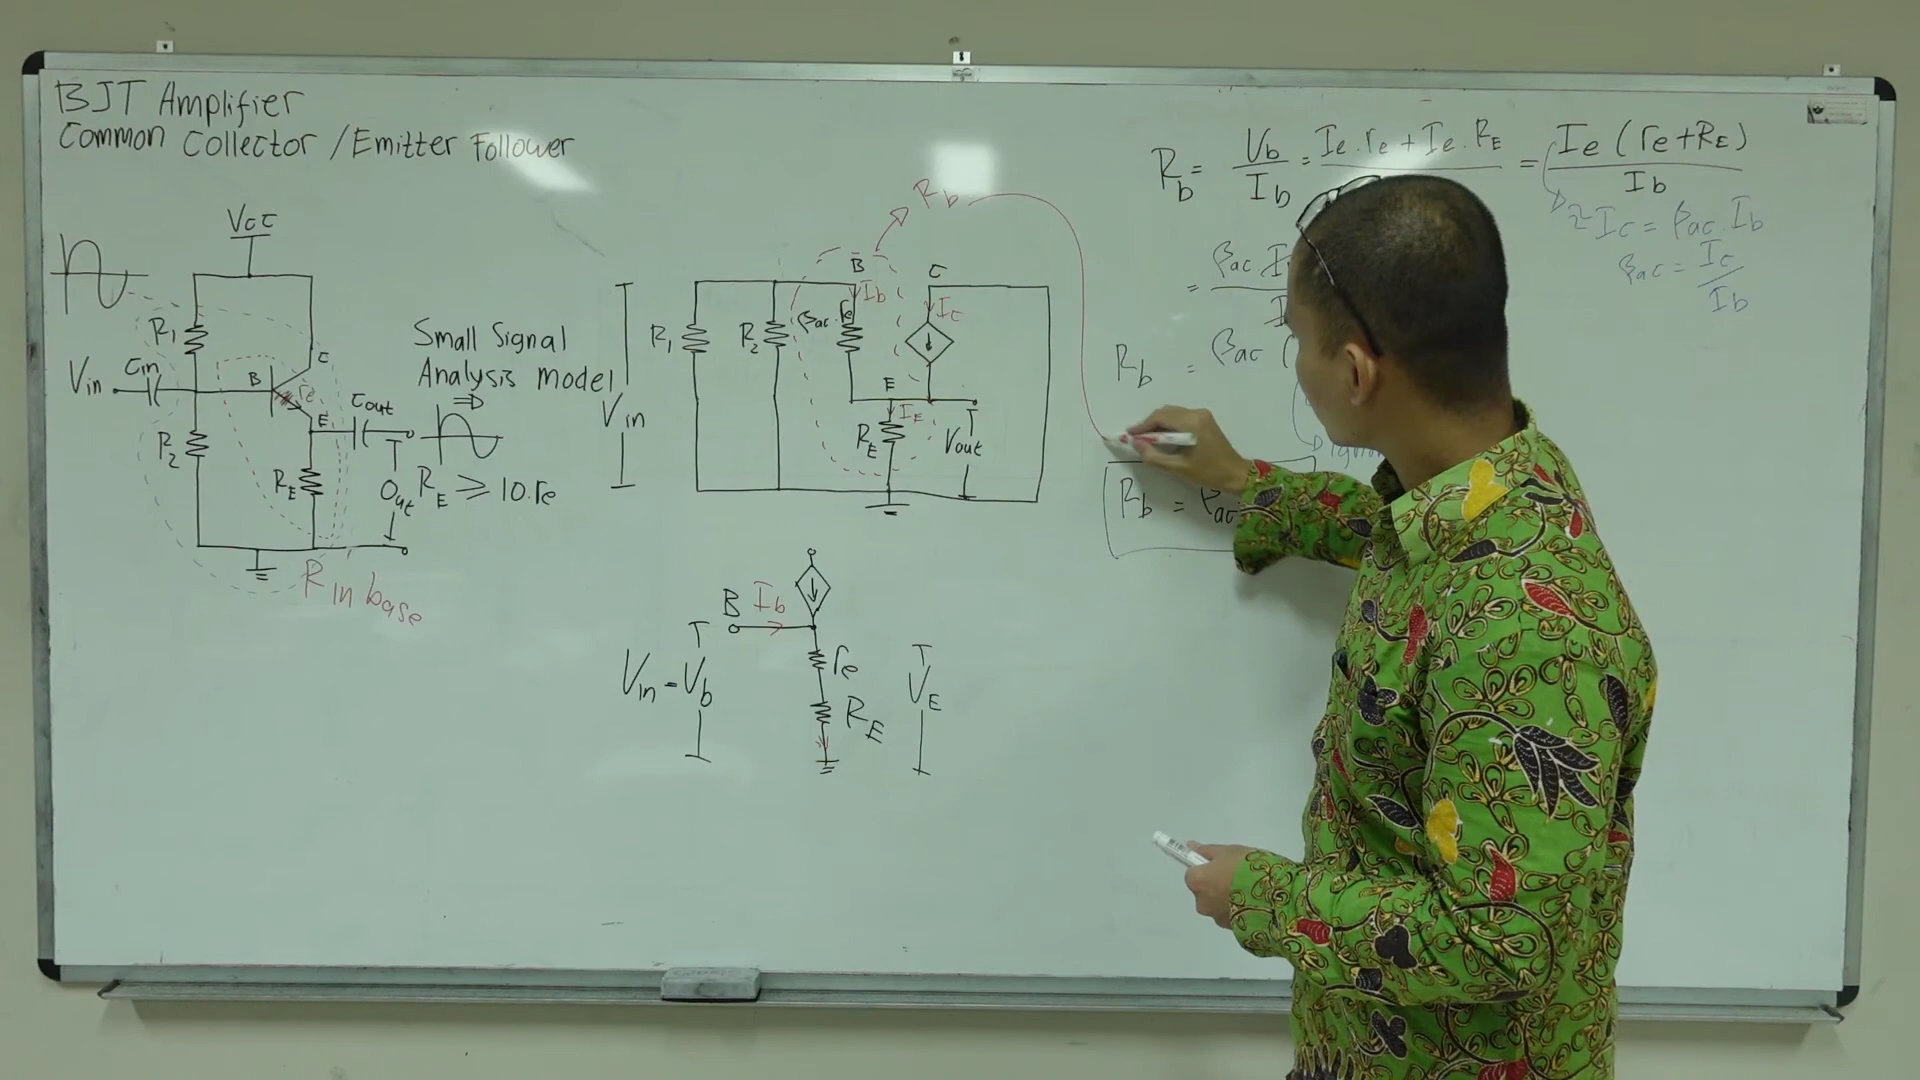 BJT Amplifier
Common Collector / Emitter Follower
Vcc
R1
Cin
Vin
B
C
re
E
Cout
R2
RE
Out
R in base
Small Signal
Analysis Model
RE ≥ 10.re
Vin
R1
R2
βac.re
B
Ib
C
Ic
E
IE
RE
Vout
Rb
B
Ib
Vin = Vb
re
RE
VE
Rb = Vb/Ib = Ie.re + Ie.RE = Ie (re+RE)/Ib
≈ Ic = βac.Ib
βac = Ic/Ib
= βac.
Rb = βac (
Rb = βac